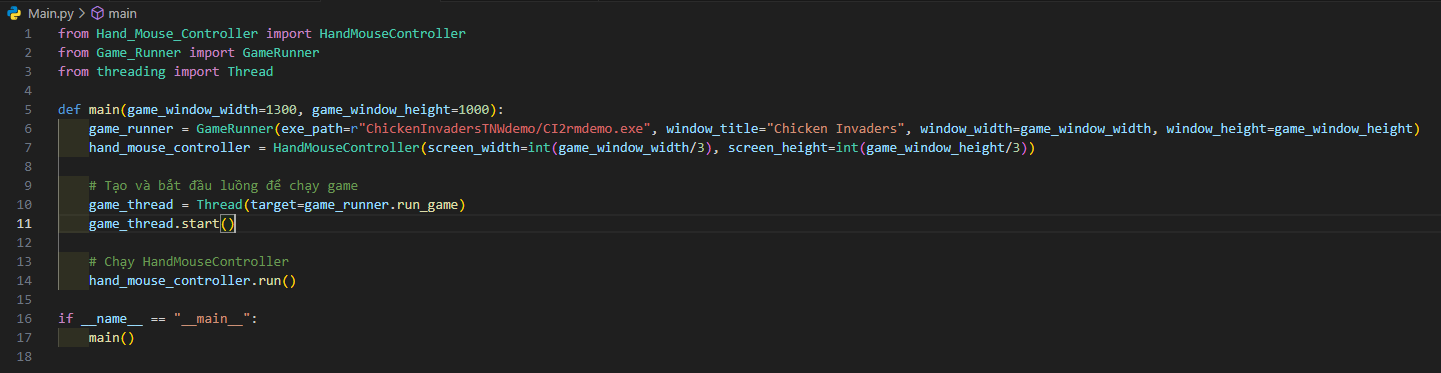 Main.py > main
1 from Hand_Mouse_Controller import HandMouseController
2 from Game_Runner import GameRunner
3 from threading import Thread
4
5 def main(game_window_width=1300, game_window_height=1000):
6     game_runner = GameRunner(exe_path=r"ChickenInvadersTNWdemo/CI2rmdemo.exe", window_title="Chicken Invaders", window_width=game_window_width, window_height=game_window_height)
7     hand_mouse_controller = HandMouseController(screen_width=int(game_window_width/3), screen_height=int(game_window_height/3))
8
9     # Tạo và bắt đầu luồng để chạy game
10     game_thread = Thread(target=game_runner.run_game)
11     game_thread.start()
12
13     # Chạy HandMouseController
14     hand_mouse_controller.run()
15
16 if __name__ == "__main__":
17     main()
18